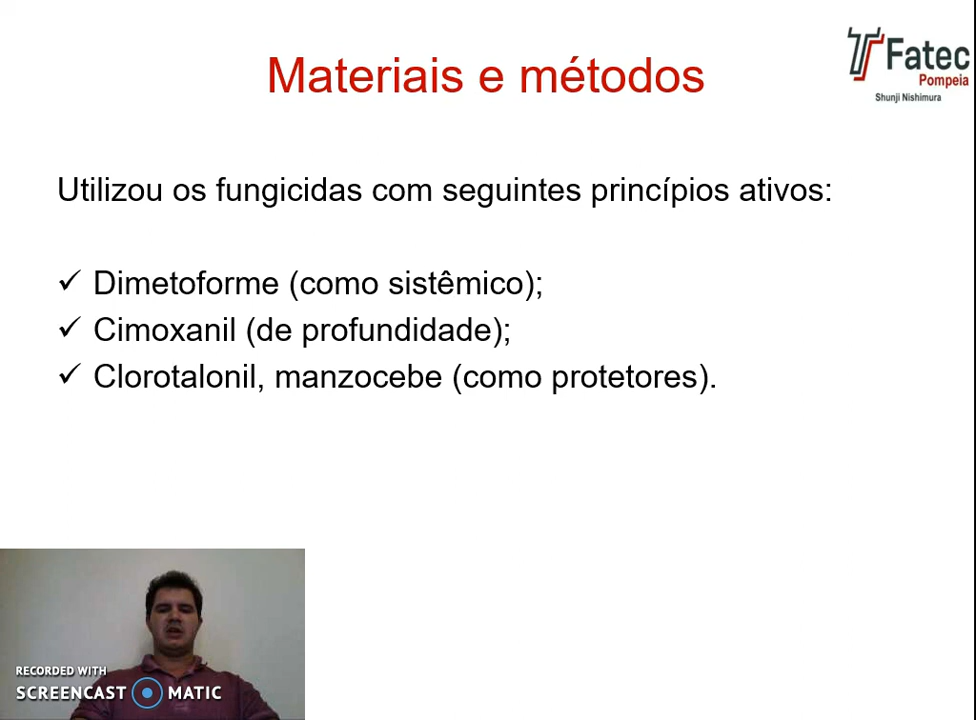 Materiais e métodos
Fatec
Pompeia
Shunji Nishimura
Utilizou os fungicidas com seguintes princípios ativos:
✓ Dimetoforme (como sistêmico);
✓ Cimoxanil (de profundidade);
✓ Clorotalonil, manzocebe (como protetores).
RECORDED WITH
SCREENCAST MATIC